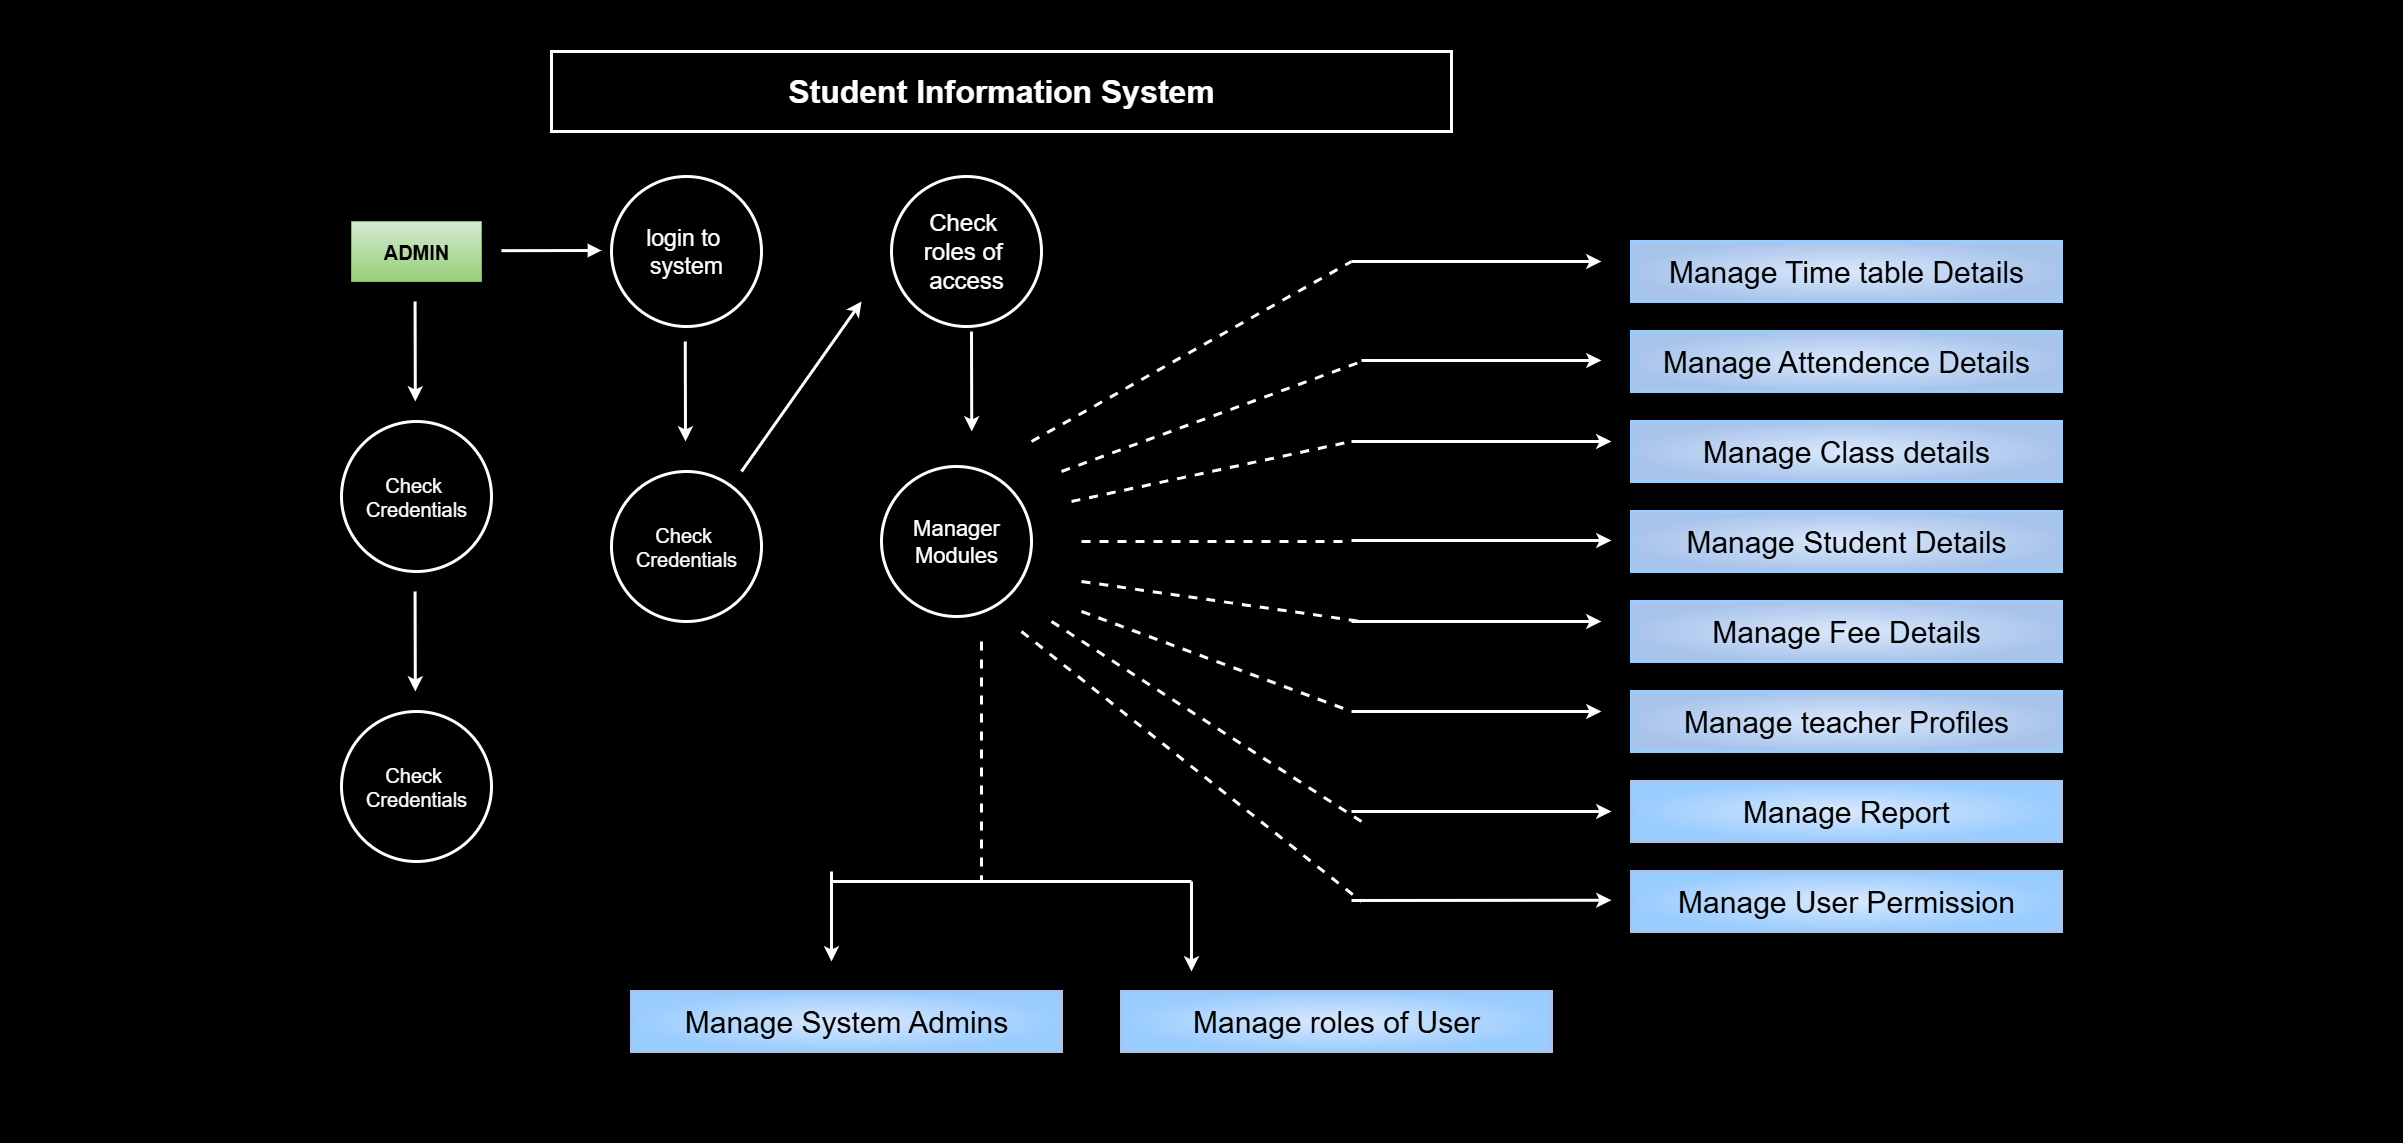 Student Information System
ADMIN
login to
system
Check
roles of
access
Check
Credentials
Check
Credentials
Manager
Modules
Check
Credentials
Manage Time table Details
Manage Attendence Details
Manage Class details
Manage Student Details
Manage Fee Details
Manage teacher Profiles
Manage Report
Manage User Permission
Manage System Admins
Manage roles of User